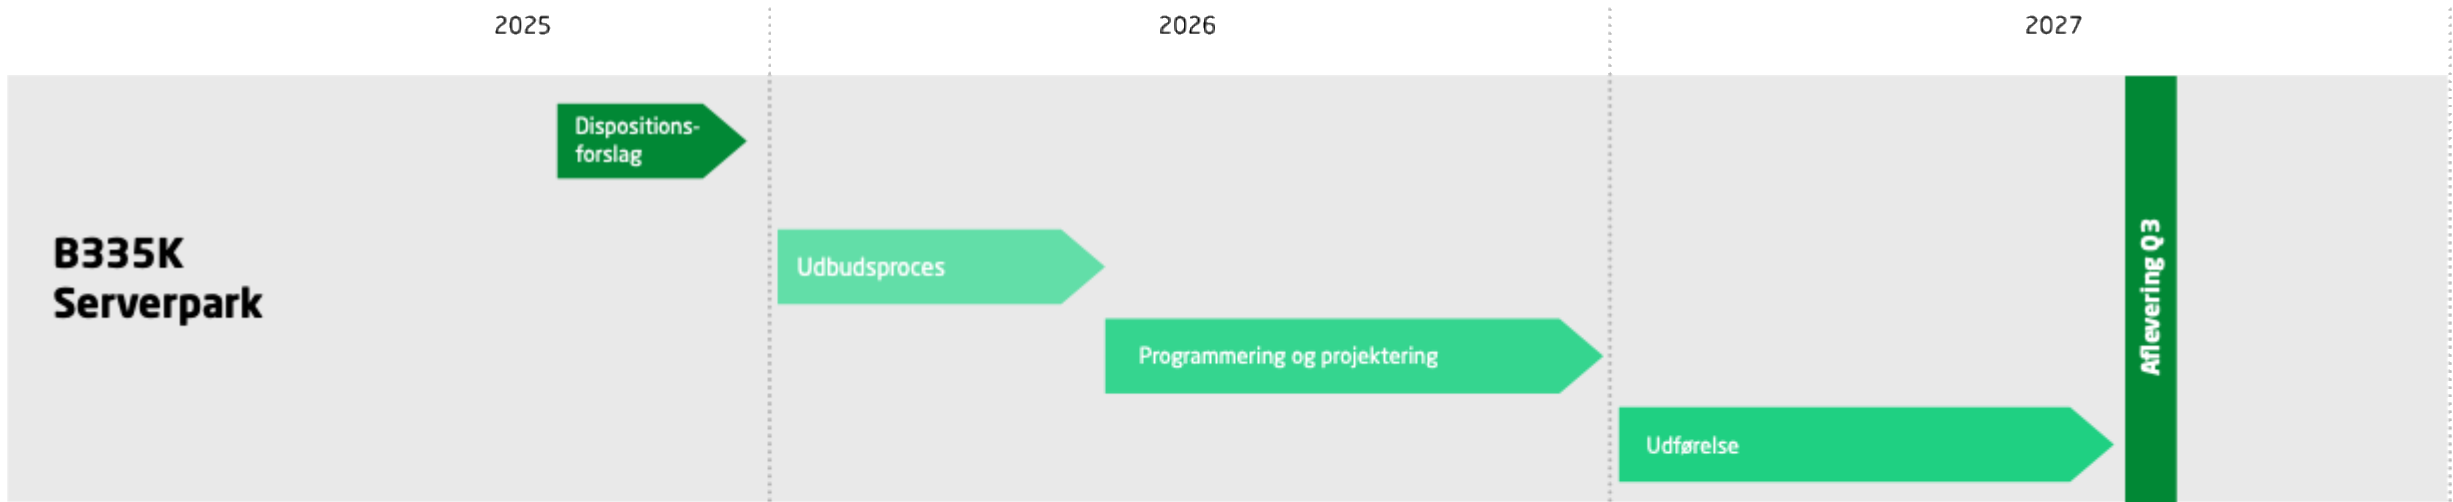 2025
2026
2027
Dispositions-
forslag
B335K
Serverpark
Udbudsproces
Programmering og projektering
Udførelse
Aflevering Q3